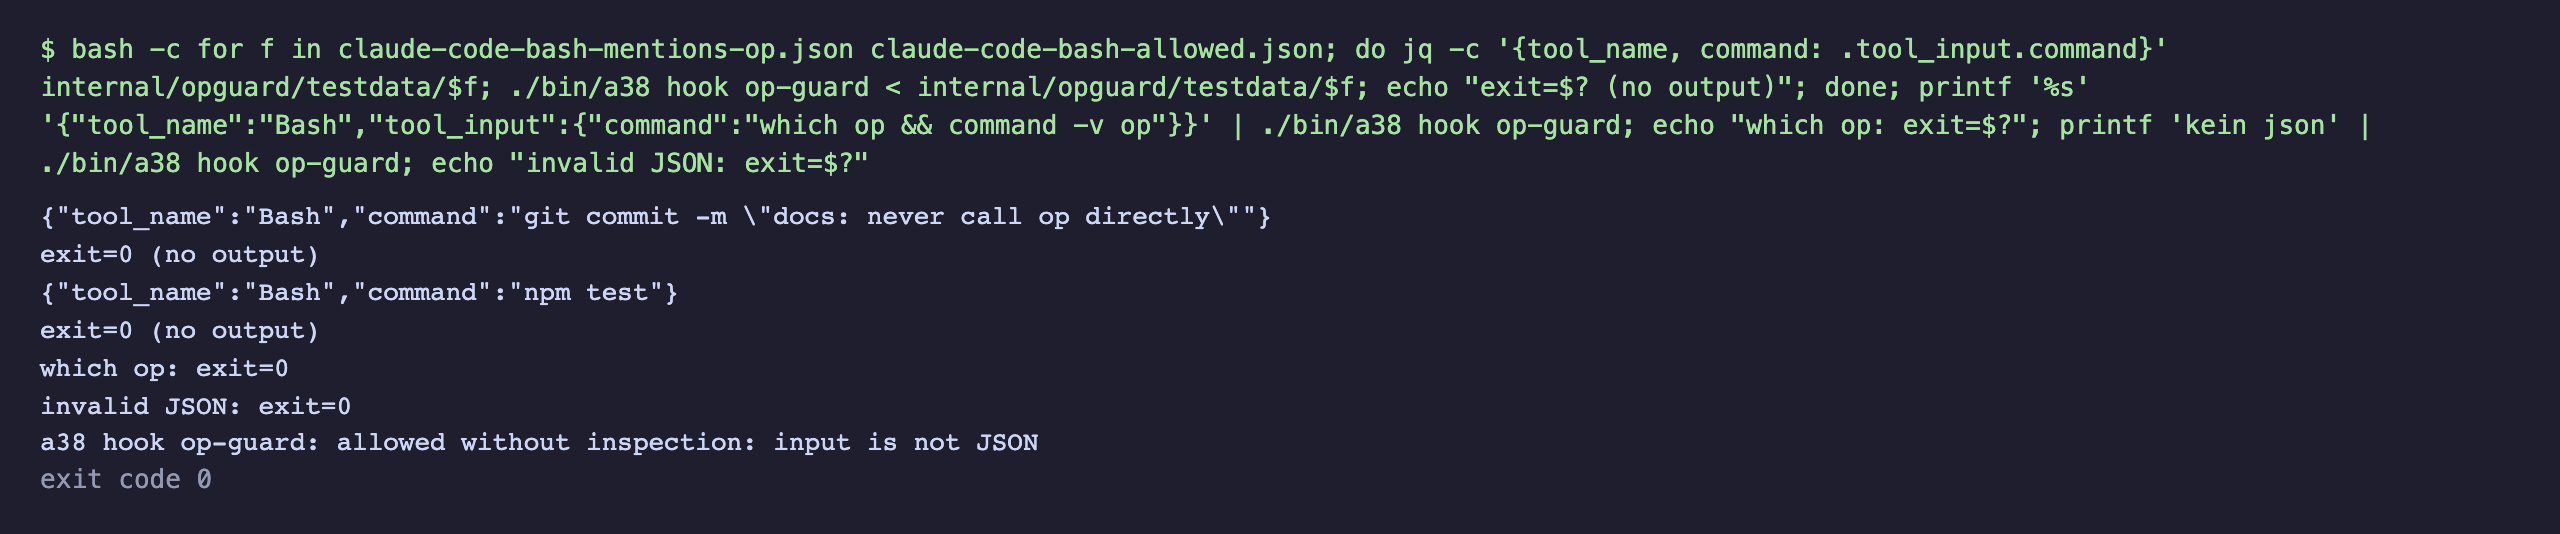 $ bash -c for f in claude-code-bash-mentions-op.json claude-code-bash-allowed.json; do jq -c '{tool_name, command: .tool_input.command}'
internal/opguard/testdata/$f; ./bin/a38 hook op-guard < internal/opguard/testdata/$f; echo "exit=$? (no output)"; done; printf '%s'
'{"tool_name":"Bash","tool_input":{"command":"which op && command -v op"}}' | ./bin/a38 hook op-guard; echo "which op: exit=$?"; printf 'kein json' |
./bin/a38 hook op-guard; echo "invalid JSON: exit=$?"
{"tool_name":"Bash","command":"git commit -m \"docs: never call op directly\""}
exit=0 (no output)
{"tool_name":"Bash","command":"npm test"}
exit=0 (no output)
which op: exit=0
invalid JSON: exit=0
a38 hook op-guard: allowed without inspection: input is not JSON
exit code 0